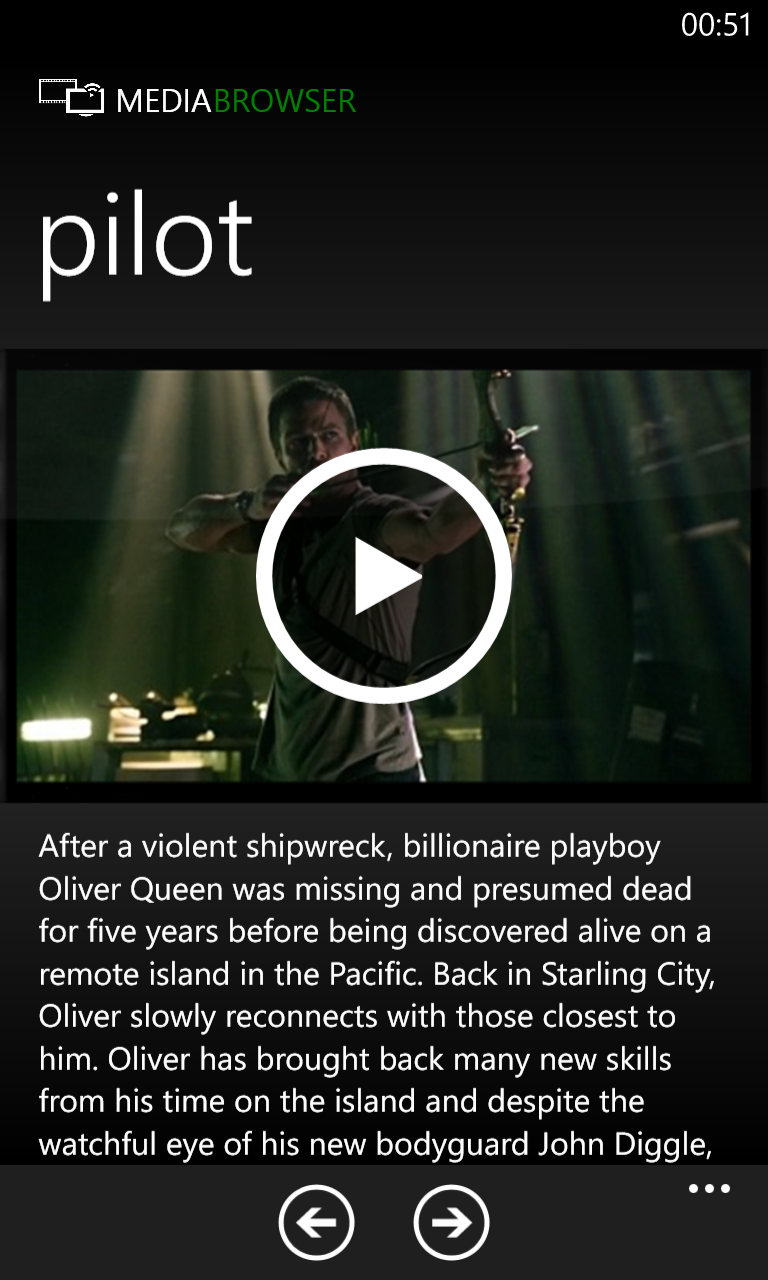 00:51
MEDIABROWSER
pilot
After a violent shipwreck, billionaire playboy
Oliver Queen was missing and presumed dead
for five years before being discovered alive on a
remote island in the Pacific. Back in Starling City,
Oliver slowly reconnects with those closest to
him. Oliver has brought back many new skills
from his time on the island and despite the
watchful eye of his new bodyguard John Diggle,